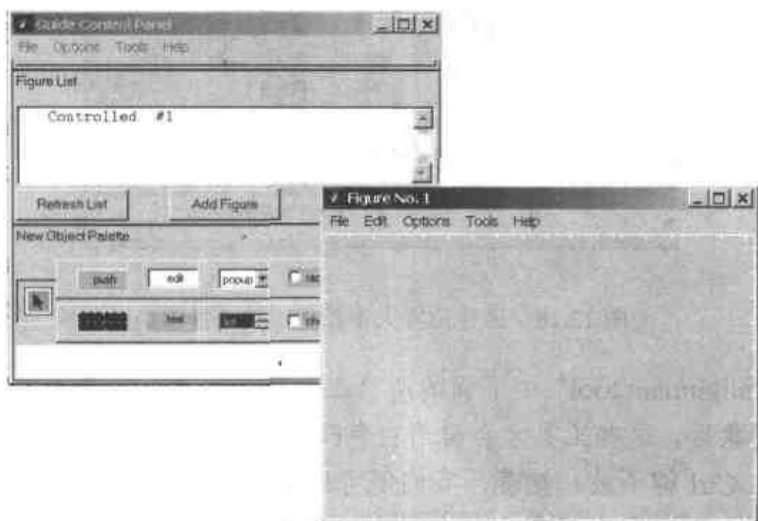 Guide Control Panel
File Options Tools Help
Figure List
Controlled #1
Refresh List Add Figure
New Object Palette
push edit popup
text
Figure No. 1
File Edit Options Tools Help